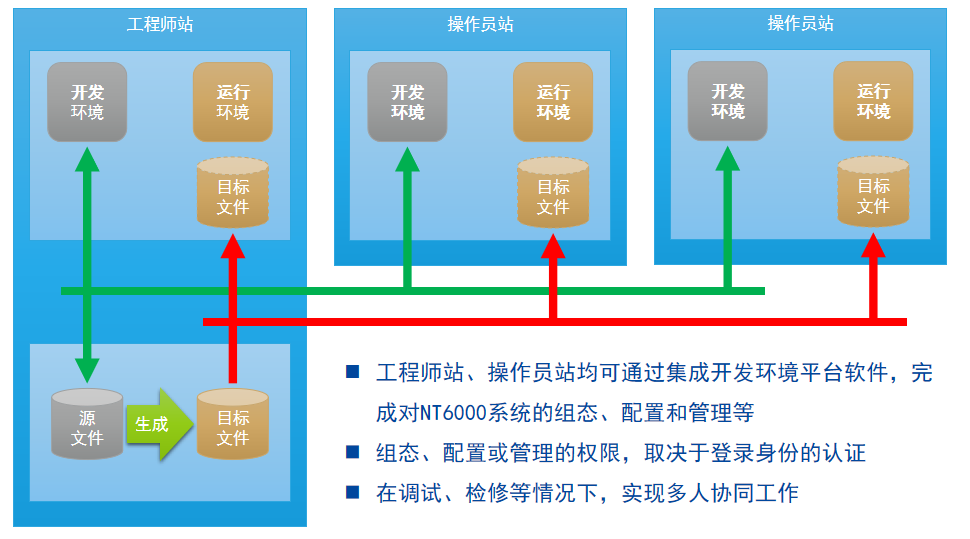 工程师站
操作员站
操作员站
开发
环境
运行
环境
开发
环境
运行
环境
开发
环境
运行
环境
目标
文件
目标
文件
目标
文件
源
文件
生成
目标
文件
■ 工程师站、操作员站均可通过集成开发环境平台软件，完
成对NT6000系统的组态、配置和管理等
■ 组态、配置或管理的权限，取决于登录身份的认证
■ 在调试、检修等情况下，实现多人协同工作